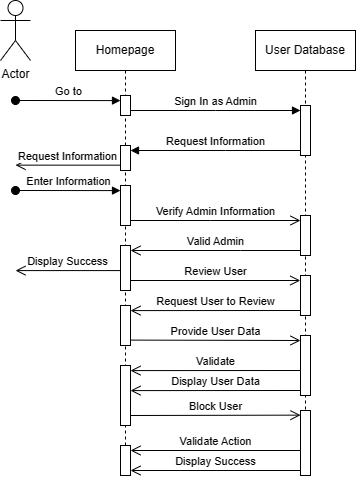 Homepage
User Database
Actor
Go to
Sign In as Admin
Request Information
Request Information
Enter Information
Verify Admin Information
Valid Admin
Display Success
Review User
Request User to Review
Provide User Data
Validate
Display User Data
Block User
Validate Action
Display Success